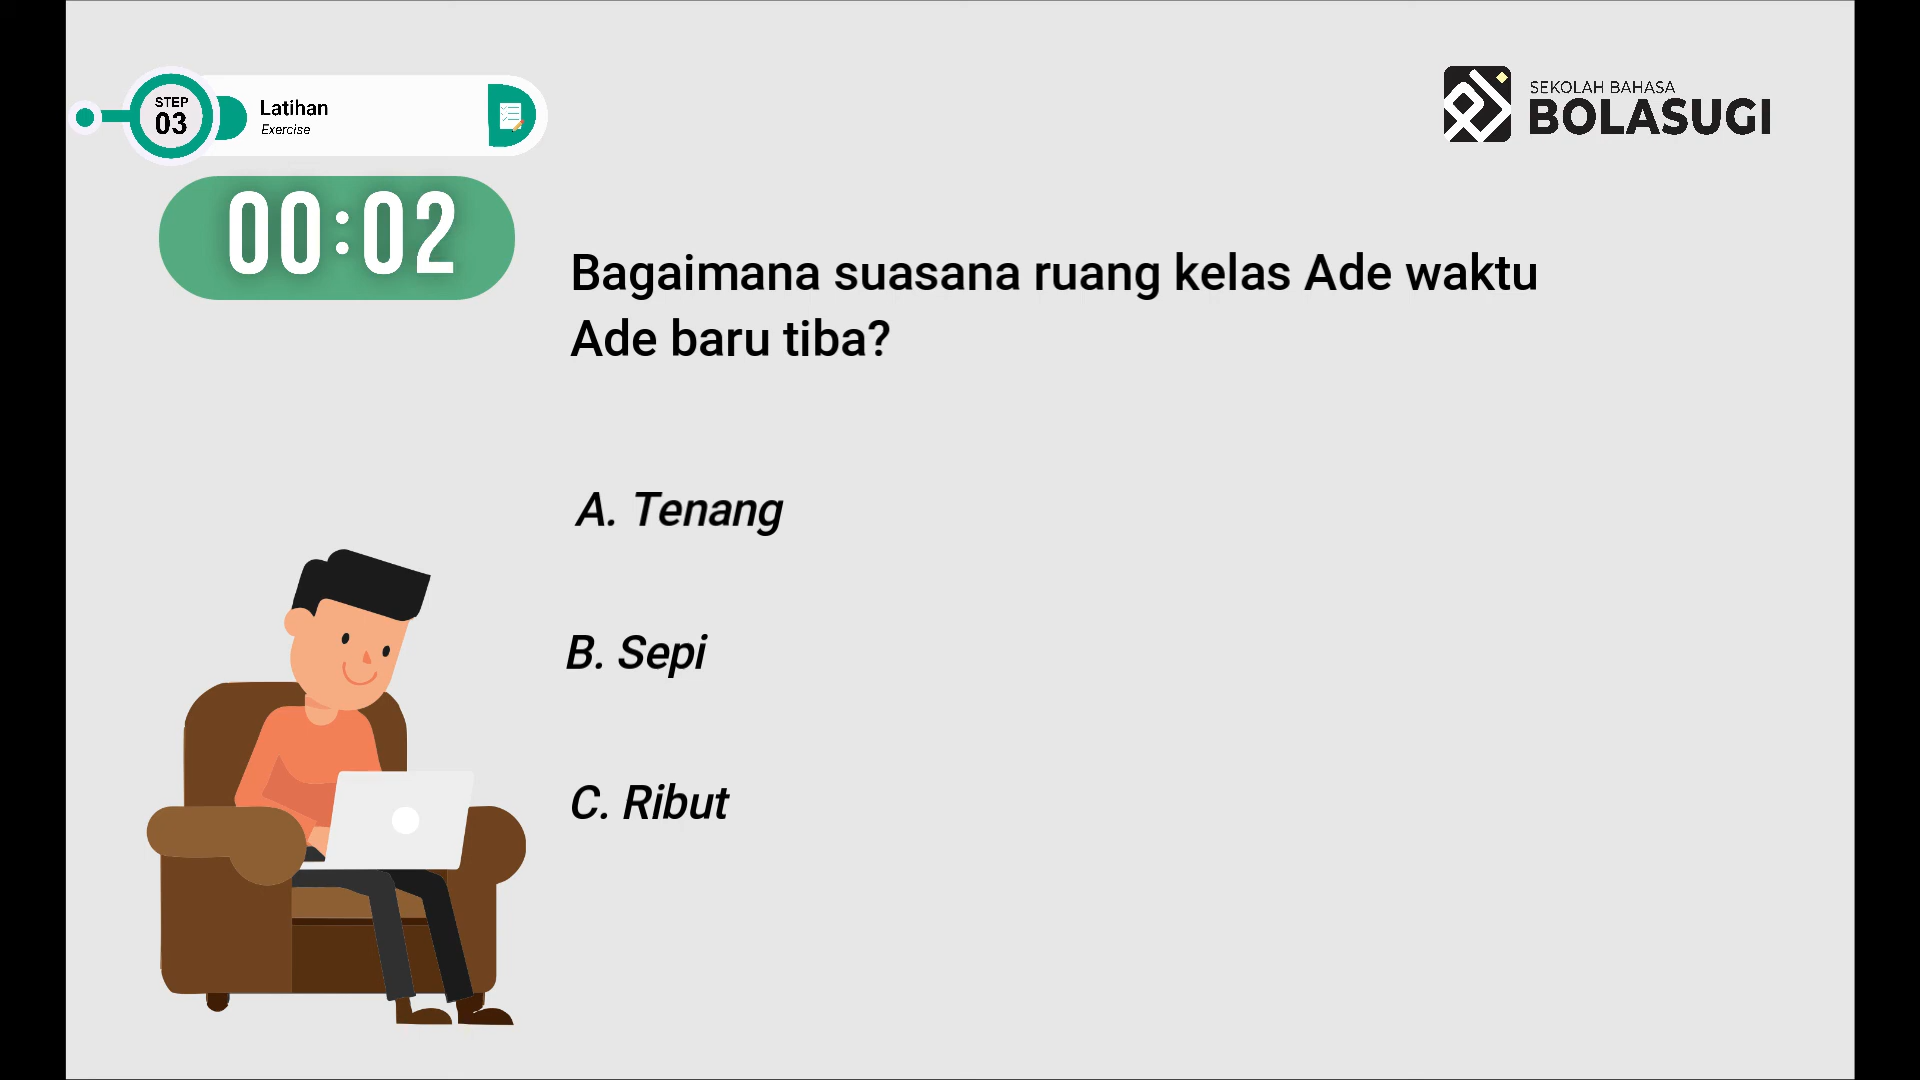 STEP
03
Latihan
Exercise
SEKOLAH BAHASA
BOLASUGI
00:02
Bagaimana suasana ruang kelas Ade waktu
Ade baru tiba?
A. Tenang
B. Sepi
C. Ribut